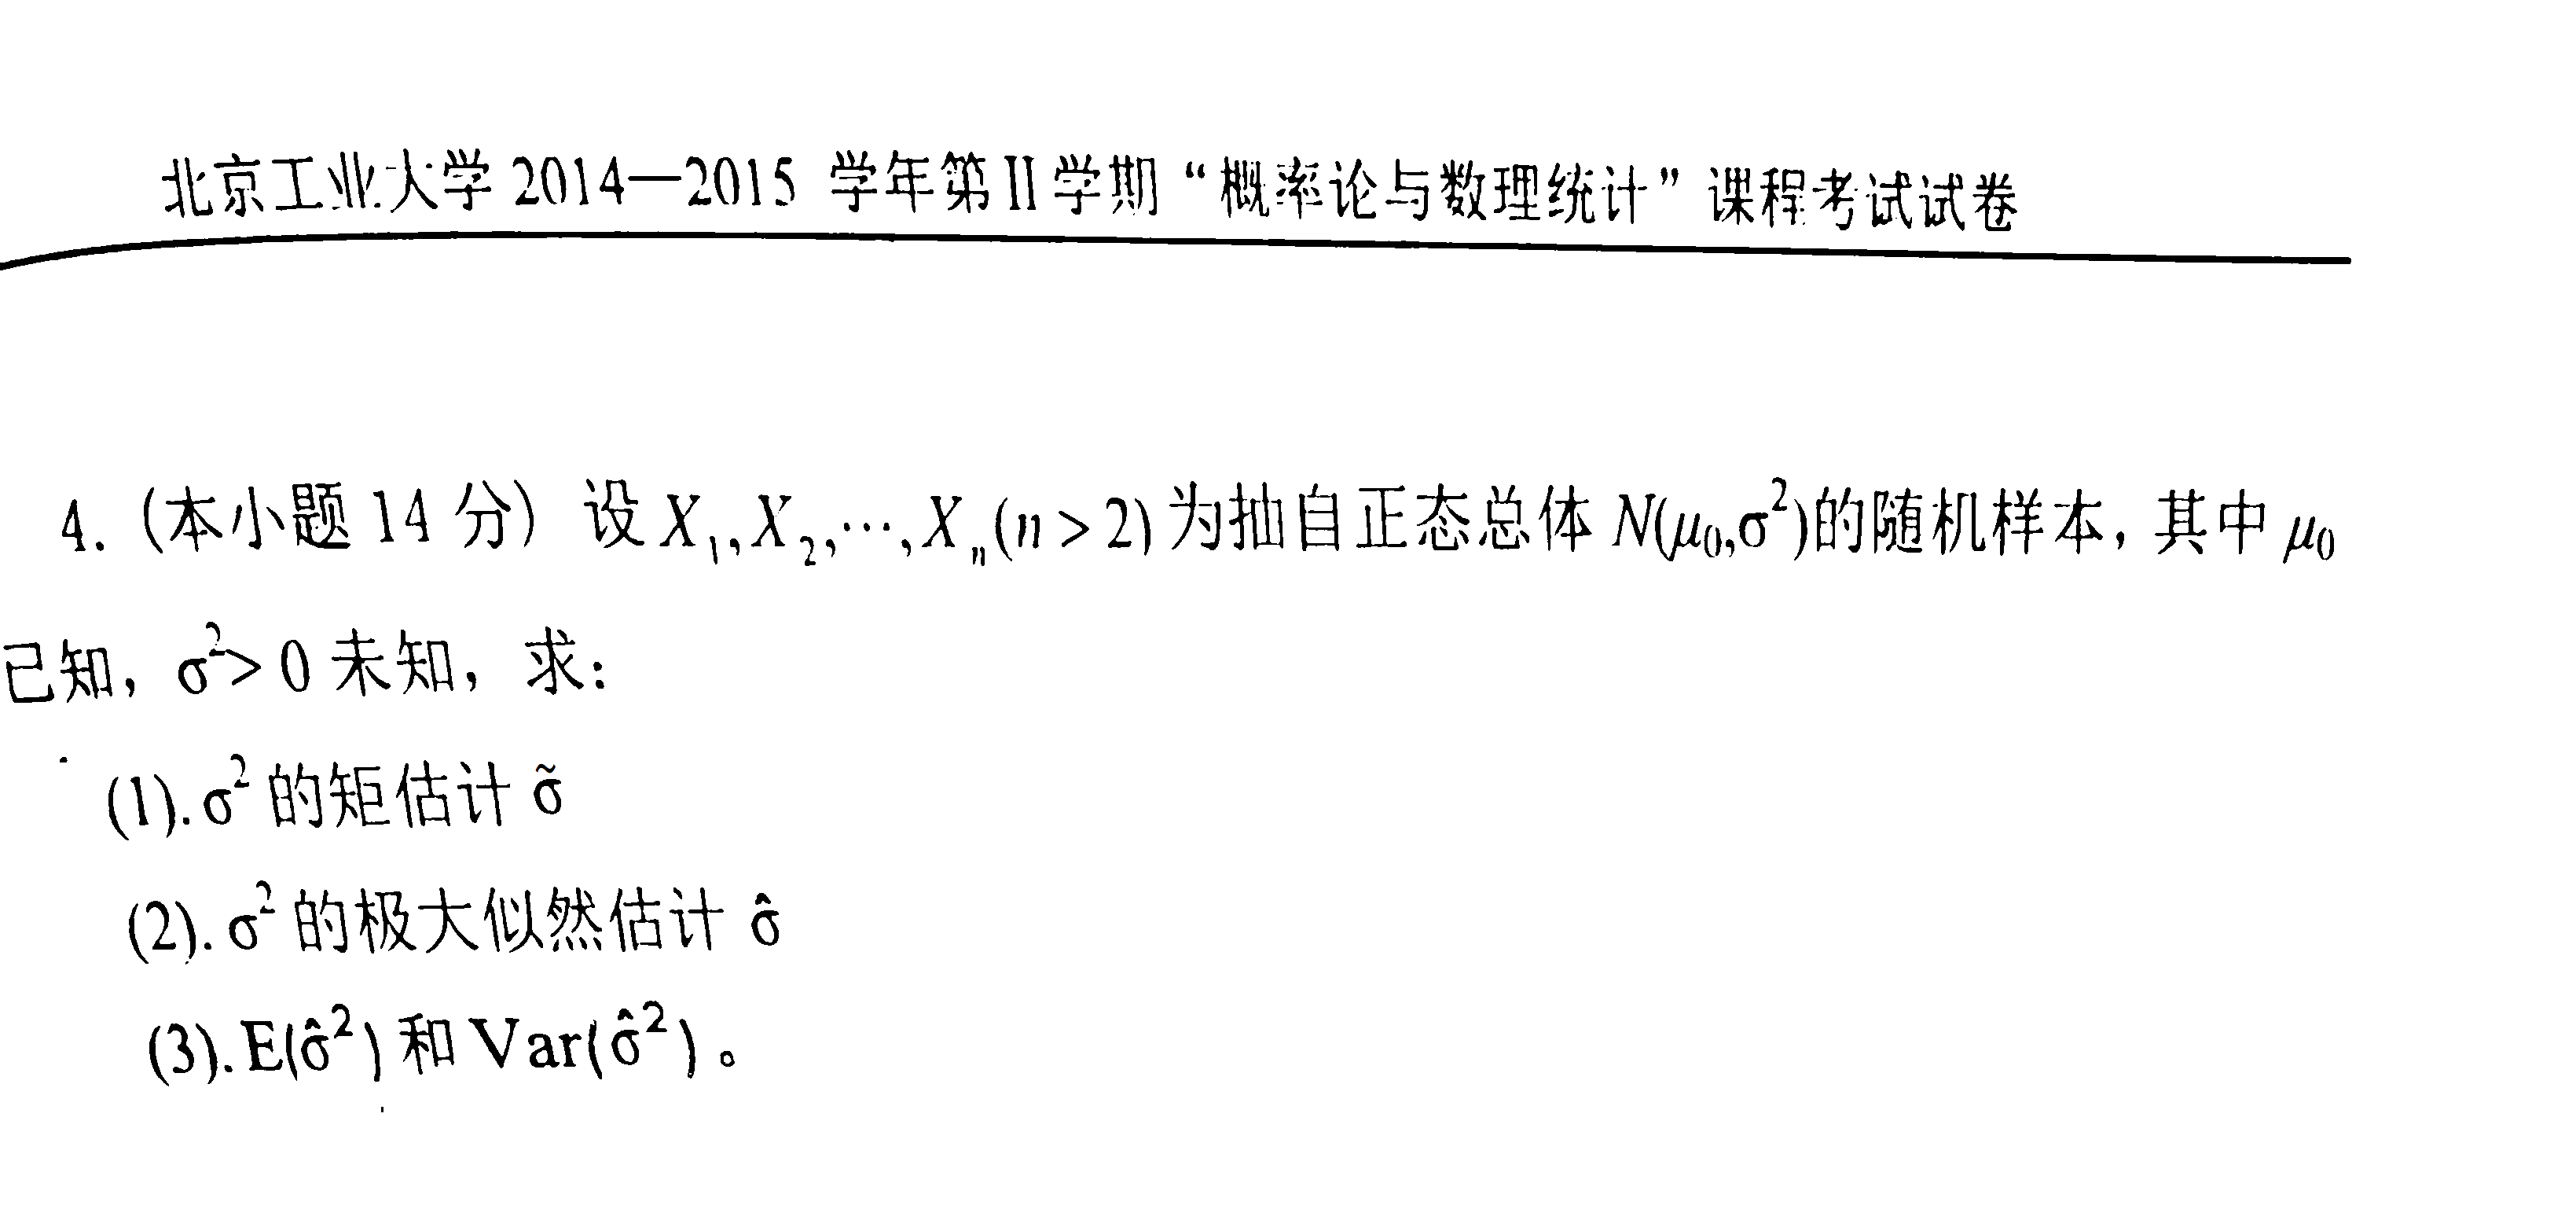 北京工业大学 2014—2015 学年第 II 学期“概率论与数理统计”课程考试试卷
4. (本小题 14 分) 设 X₁,X₂,⋯,Xₙ(n > 2) 为抽自正态总体 N(μ₀,σ²)的随机样本, 其中 μ₀
已知, σ²> 0 未知, 求:
(1). σ² 的矩估计 σ̃
(2). σ² 的极大似然估计 σ̂
(3). E(σ̂²) 和 Var(σ̂²) 。